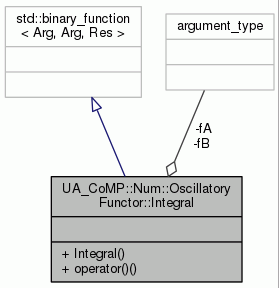 std::binary_function
< Arg, Arg, Res >
argument_type
-fA
-fB
UA_CoMP::Num::Oscillatory
Functor::Integral
+ Integral()
+ operator()()